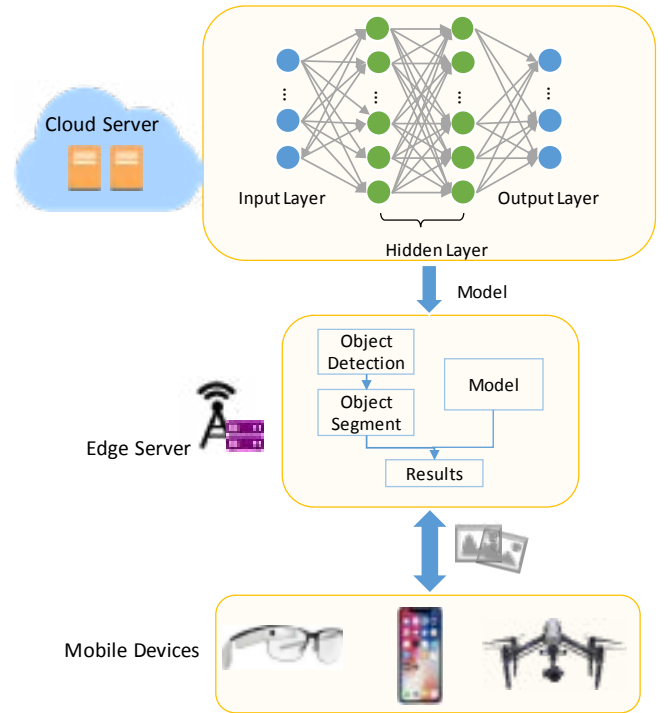 Cloud Server
...
...
...
...
Input Layer
Output Layer
Hidden Layer
Model
Object
Detection
Model
Object
Segment
Edge Server
Results
Mobile Devices